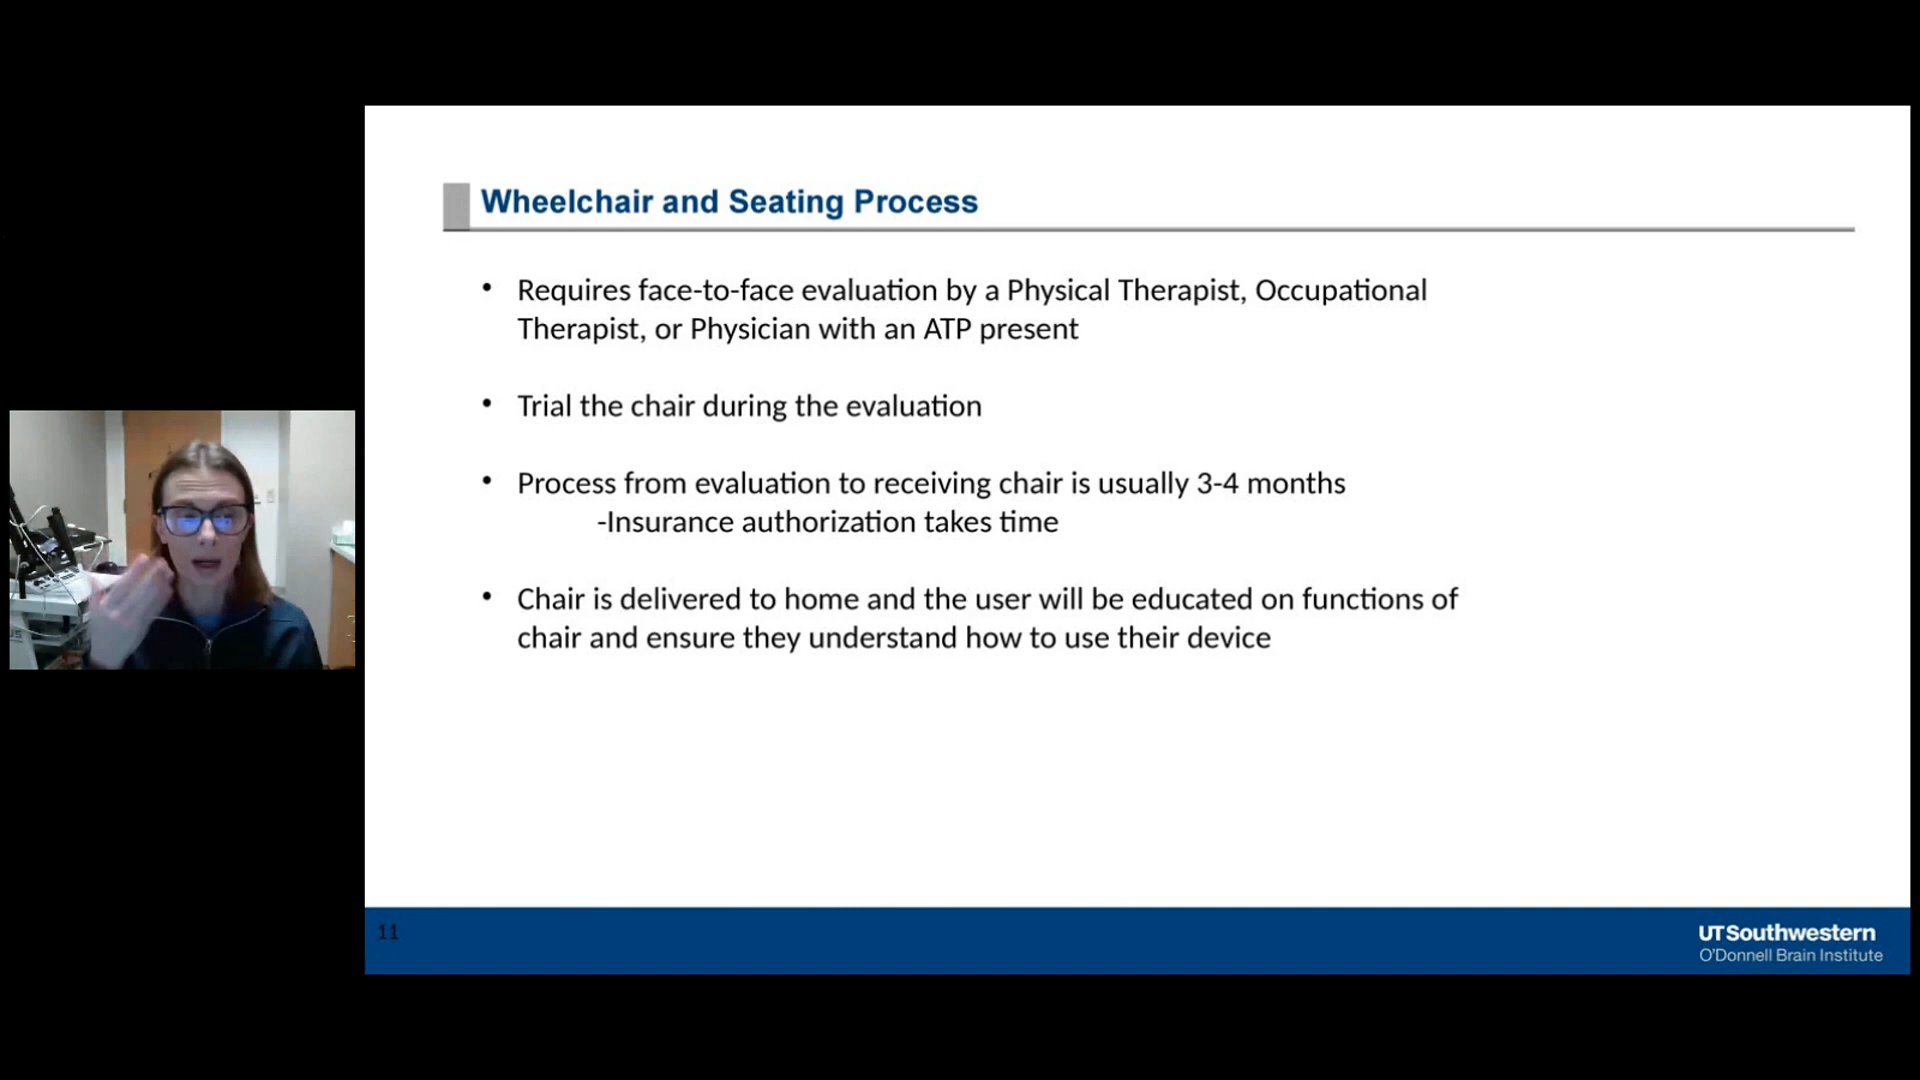 Wheelchair and Seating Process
• Requires face-to-face evaluation by a Physical Therapist, Occupational
Therapist, or Physician with an ATP present
• Trial the chair during the evaluation
• Process from evaluation to receiving chair is usually 3-4 months
-Insurance authorization takes time
• Chair is delivered to home and the user will be educated on functions of
chair and ensure they understand how to use their device
11
UTSouthwestern
O'Donnell Brain Institute